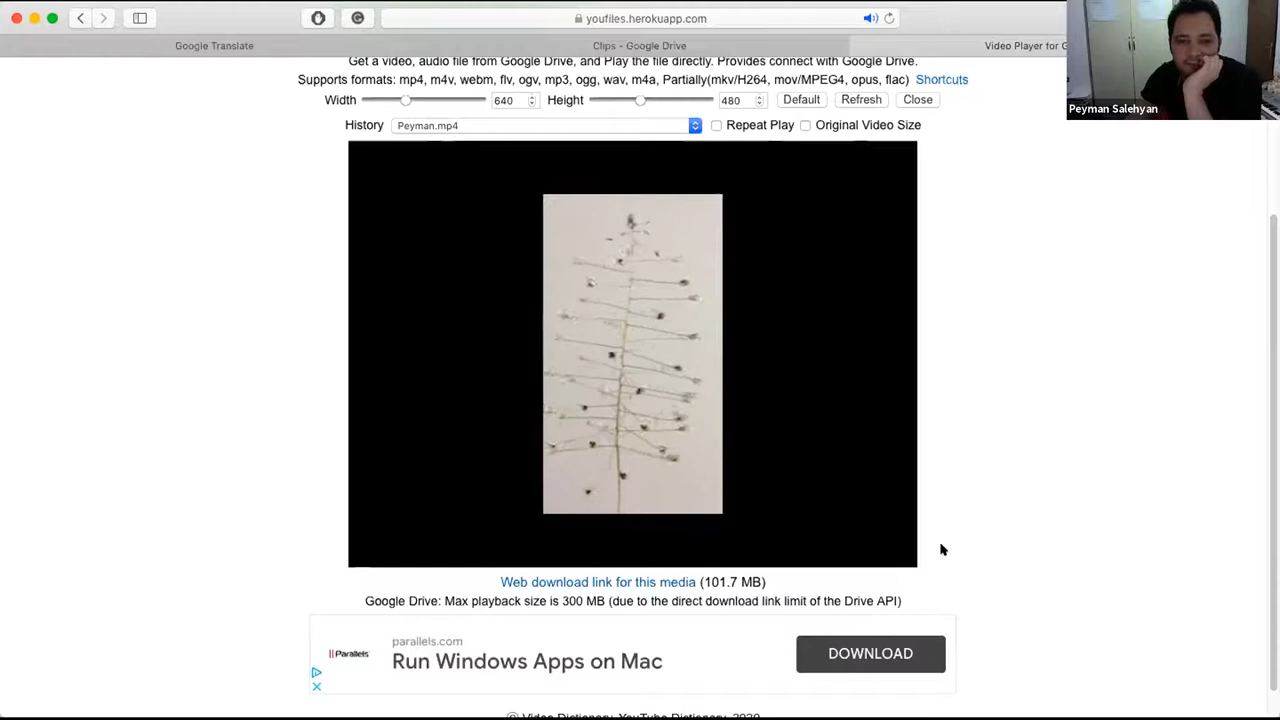 youfiles.herokuapp.com
Google Translate
Clips - Google Drive
Video Player for G
Get a video, audio file from Google Drive, and Play the file directly. Provides connect with Google Drive.
Supports formats: mp4, m4v, webm, flv, ogv, mp3, ogg, wav, m4a, Partially(mkv/H264, mov/MPEG4, opus, flac) Shortcuts
Width 640 Height 480 Default Refresh Close
History Peyman.mp4 Repeat Play Original Video Size
Peyman Salehyan
Web download link for this media (101.7 MB)
Google Drive: Max playback size is 300 MB (due to the direct download link limit of the Drive API)
Parallels
parallels.com
Run Windows Apps on Mac
DOWNLOAD
© Video Dictionary, YouTube Dictionary, 2020